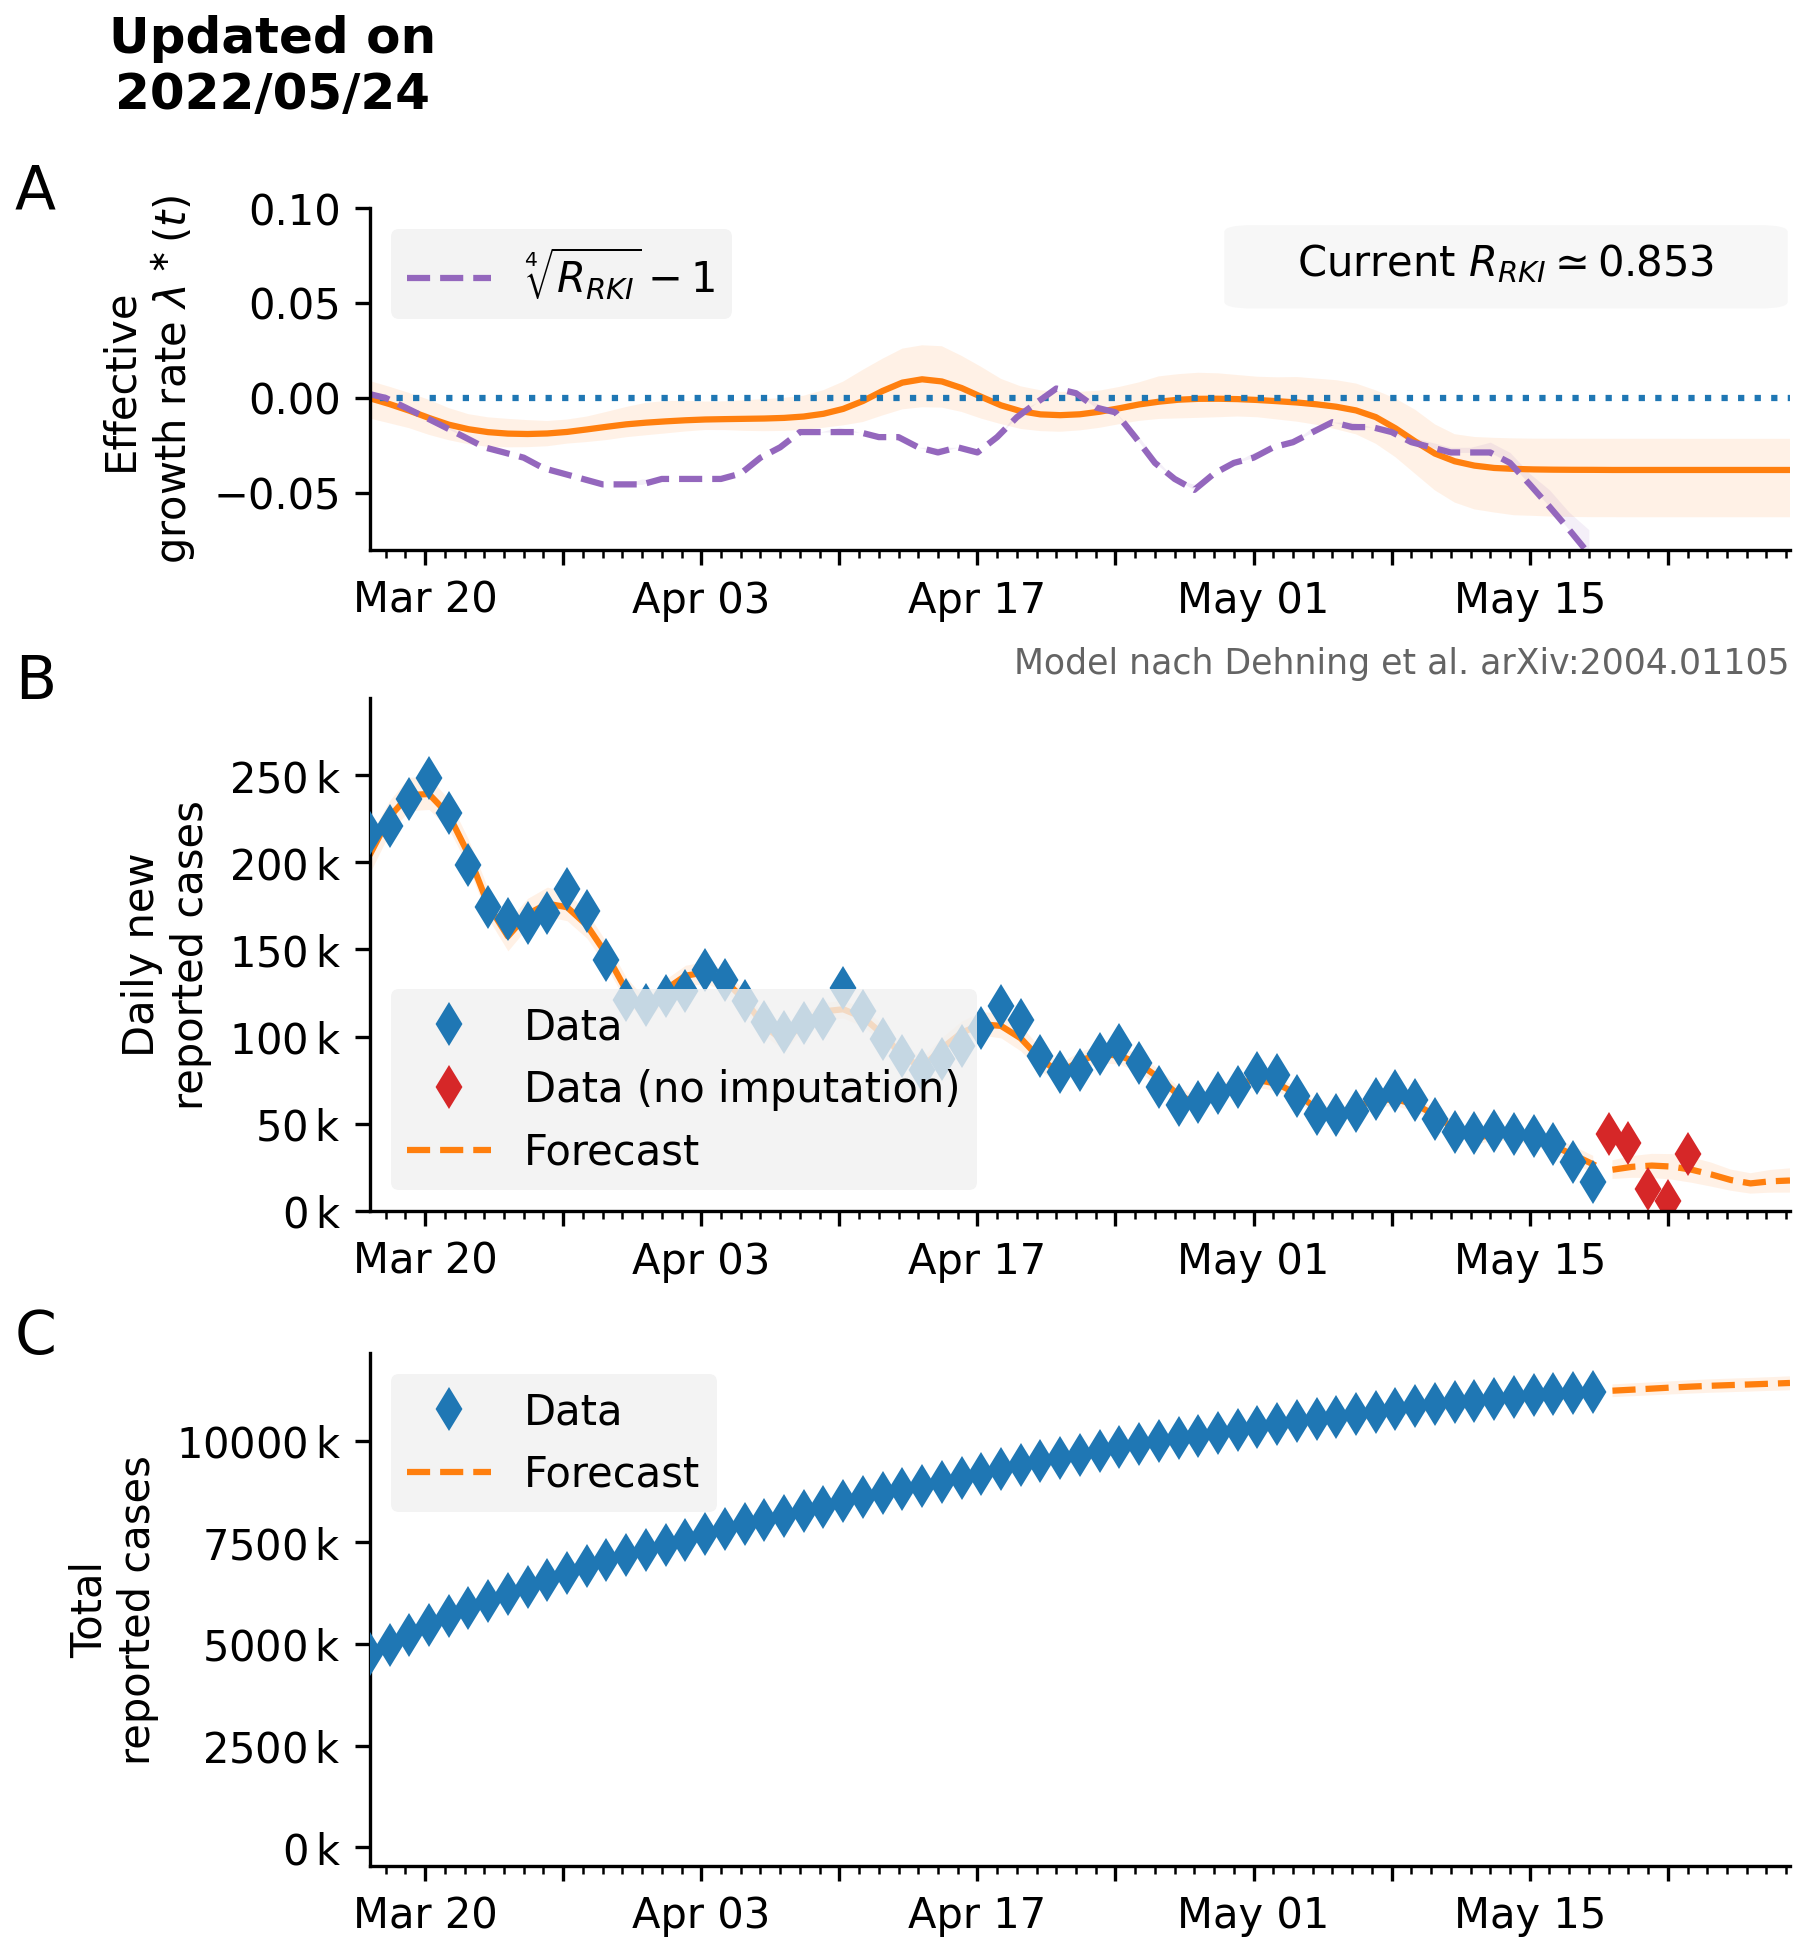 Updated on
2022/05/24
A
Effective
growth rate λ * (t)
0.10
0.05
0.00
−0.05
∜R_RKI − 1
Current R_RKI ≃ 0.853
Mar 20 Apr 03 Apr 17 May 01 May 15
Model nach Dehning et al. arXiv:2004.01105
B
Daily new
reported cases
250 k
200 k
150 k
100 k
50 k
0 k
Data
Data (no imputation)
Forecast
Mar 20 Apr 03 Apr 17 May 01 May 15
C
Total
reported cases
10000 k
7500 k
5000 k
2500 k
0 k
Data
Forecast
Mar 20 Apr 03 Apr 17 May 01 May 15